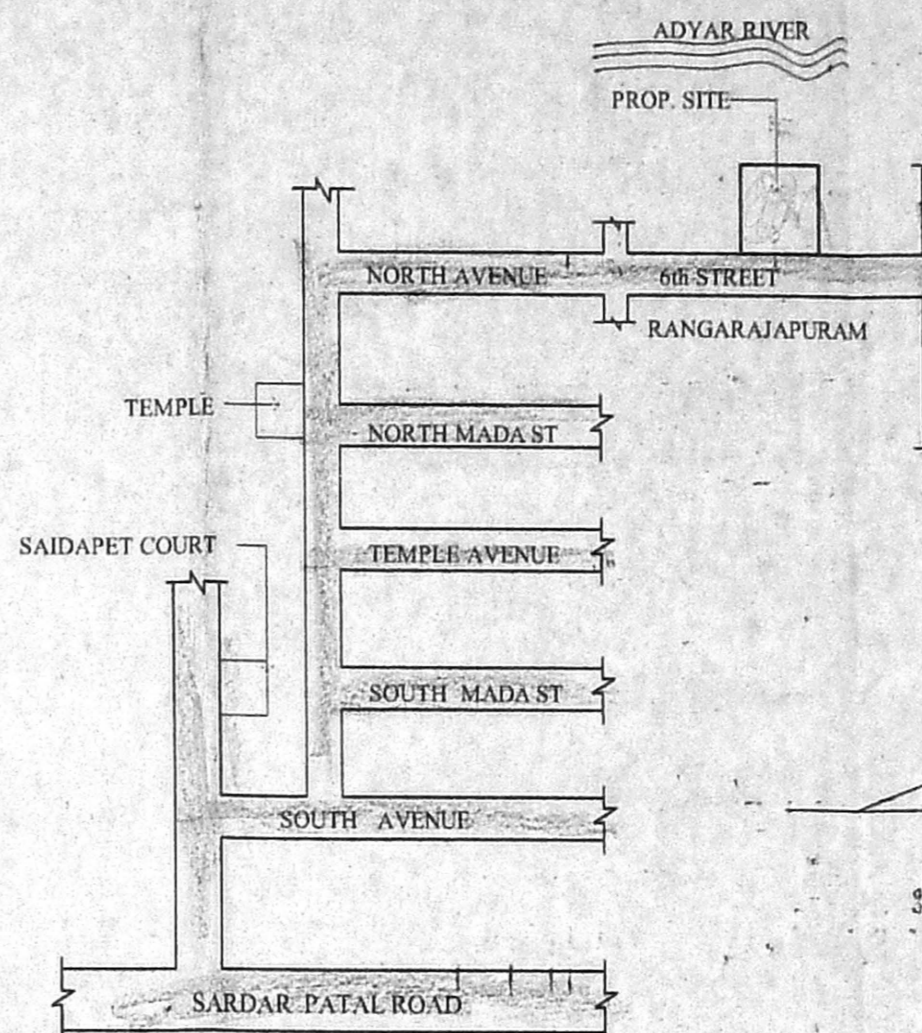 ADYAR RIVER
PROP. SITE
NORTH AVENUE
6th STREET
RANGARAJAPURAM
TEMPLE
NORTH MADA ST
SAIDAPET COURT
TEMPLE AVENUE
SOUTH MADA ST
SOUTH AVENUE
SARDAR PATAL ROAD